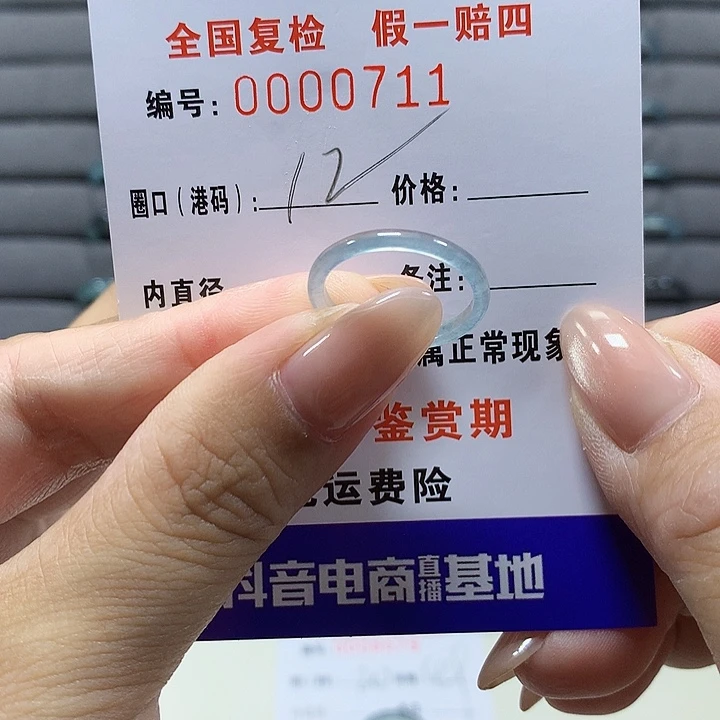 全国复检 假一赔四
编号：0000711
圈口（港码）：12 价格：
内直径 备注：
属正常现象
鉴赏期
运费险
抖音电商直播基地